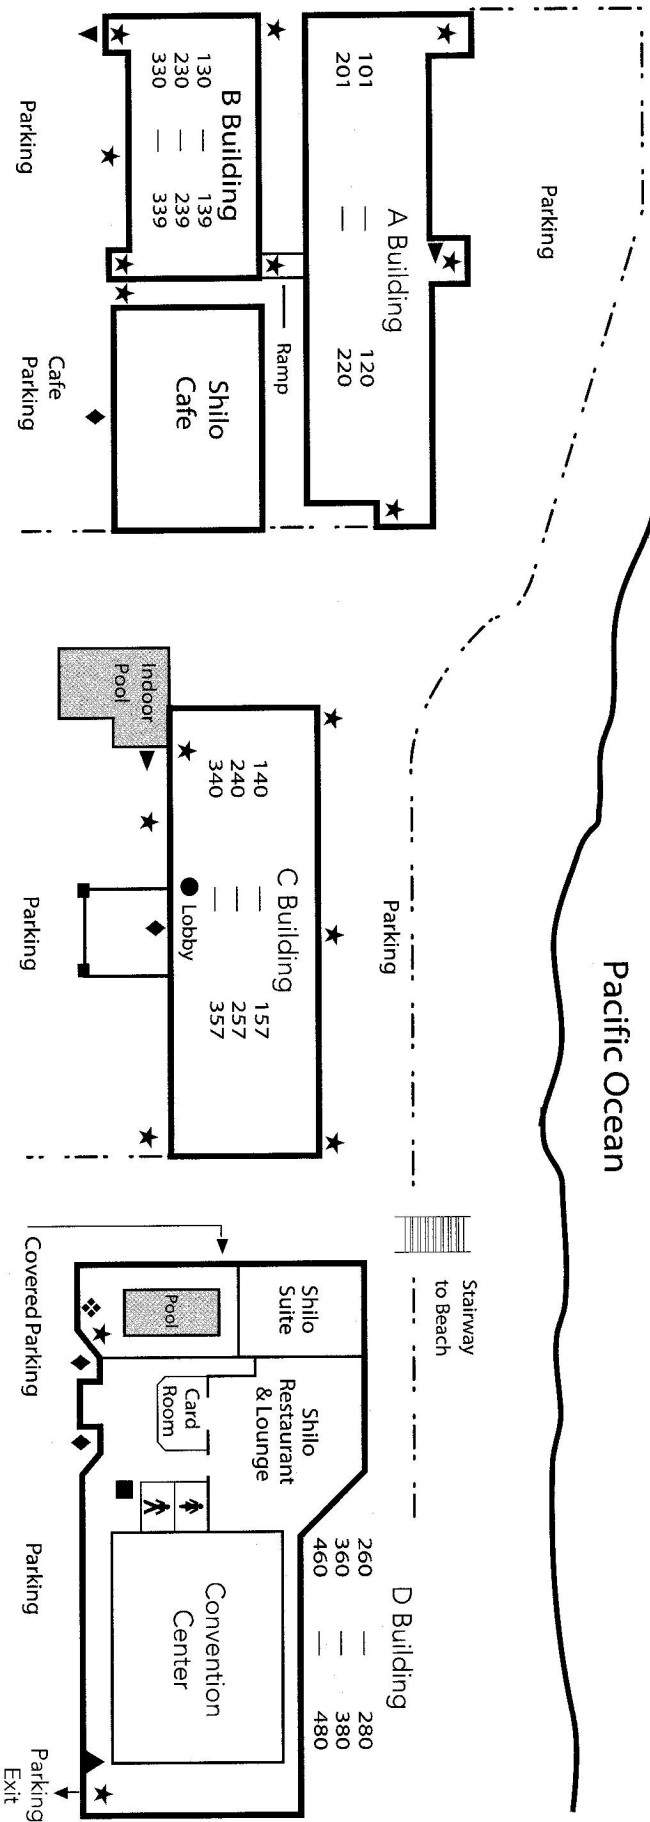 Pacific Ocean
Parking
A Building
101 — 120
201 — 220
Ramp
B Building
130 — 139
230 — 239
330 — 339
Parking
Shilo
Cafe
Cafe
Parking
Parking
C Building
140 — 157
240 — 257
340 — 357
Lobby
Indoor
Pool
Parking
Stairway
to Beach
D Building
260 — 280
360 — 380
460 — 480
Shilo
Suite
Pool
Shilo
Restaurant
& Lounge
Card
Room
Convention
Center
Covered Parking
Parking
Parking
Exit